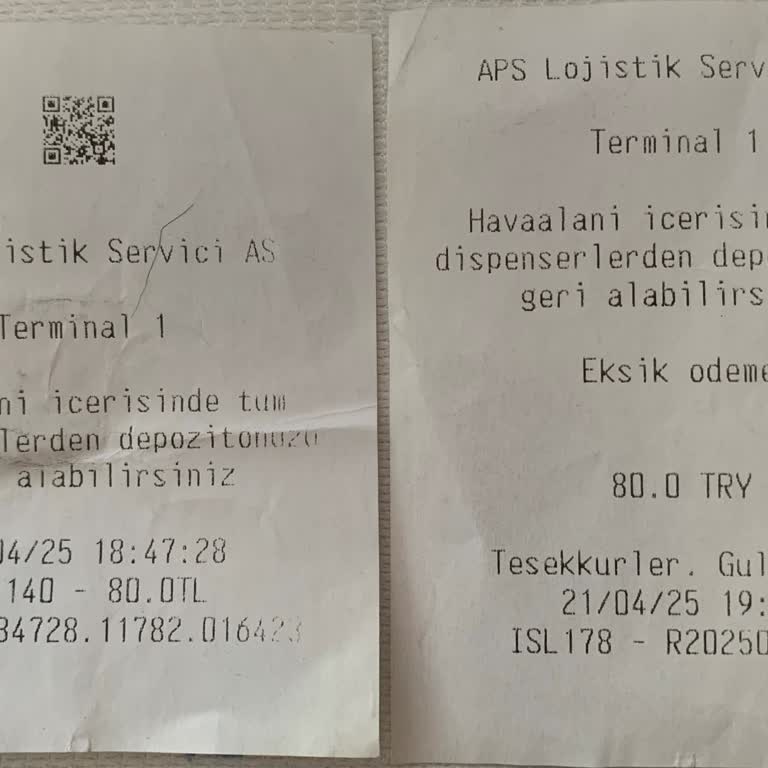 istik Servici AS
Terminal 1
ni icerisinde tum
lerden depozitonuzu
alabilirsiniz
04/25 18:47:28
140 - 80.0TL
34728.11782.016423
APS Lojistik Serv
Terminal 1
Havaalani icerisin
dispenserlerden dep
geri alabilirs
Eksik odeme
80.0 TRY
Tesekkurler. Gul
21/04/25 19:
ISL178 - R20250